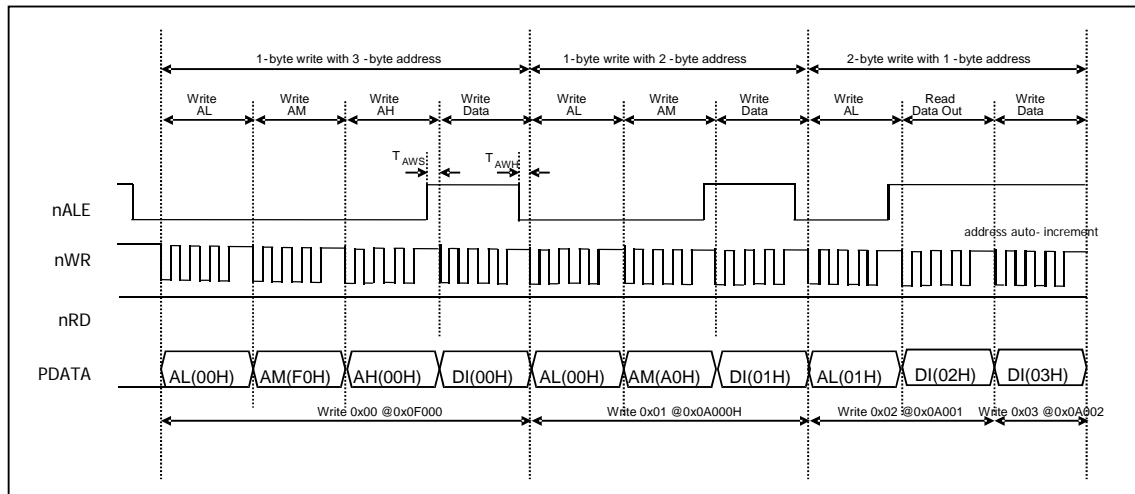 1-byte write with 3 -byte address 1-byte write with 2 -byte address 2-byte write with 1 -byte address
Write Write Write Write Write Write Write Write Read Write
AL AM AH Data AL AM Data AL Data Out Data
T AWS T AWH
nALE
address auto- increment
nWR
nRD
PDATA AL(00H) AM(F0H) AH(00H) DI(00H) AL(00H) AM(A0H) DI(01H) AL(01H) DI(02H) DI(03H)
Write 0x00 @0x0F000 Write 0x01 @0x0A000H Write 0x02 @0x0A001 Write 0x03 @0x0A002